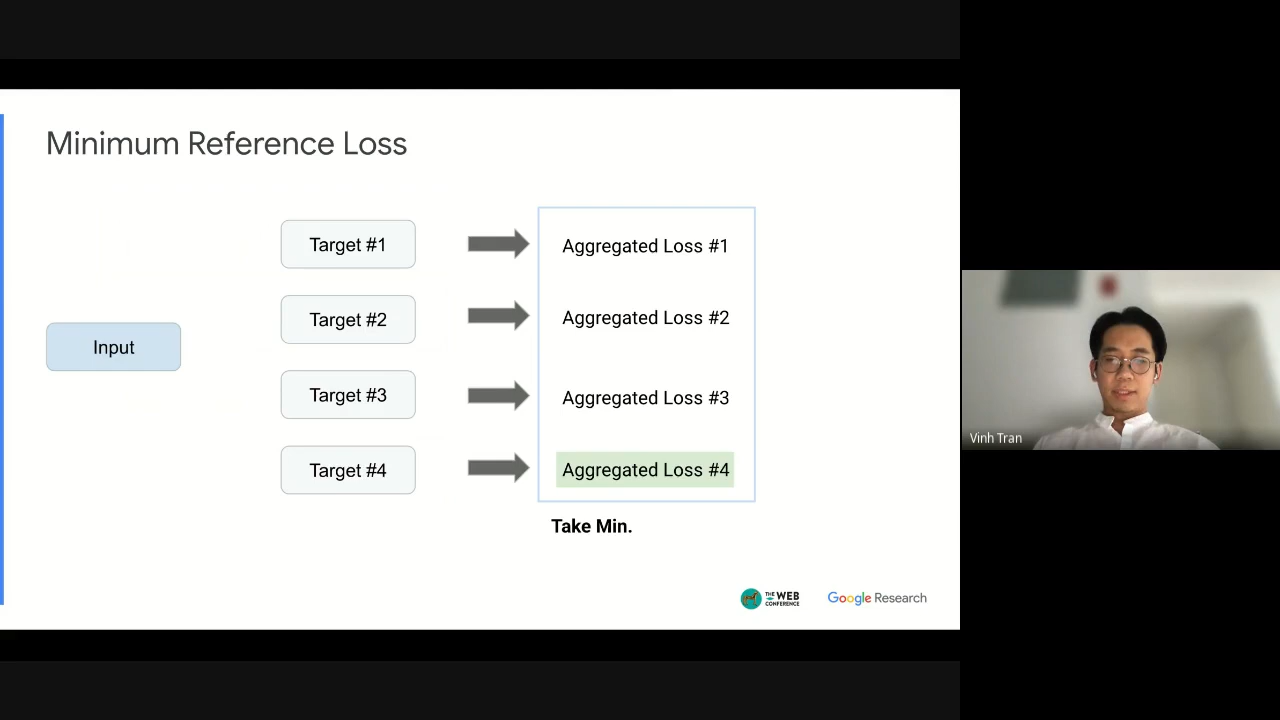 Minimum Reference Loss
Input
Target #1
Target #2
Target #3
Target #4
Aggregated Loss #1
Aggregated Loss #2
Aggregated Loss #3
Aggregated Loss #4
Take Min.
THE WEB
CONFERENCE
Google Research
Vinh Tran